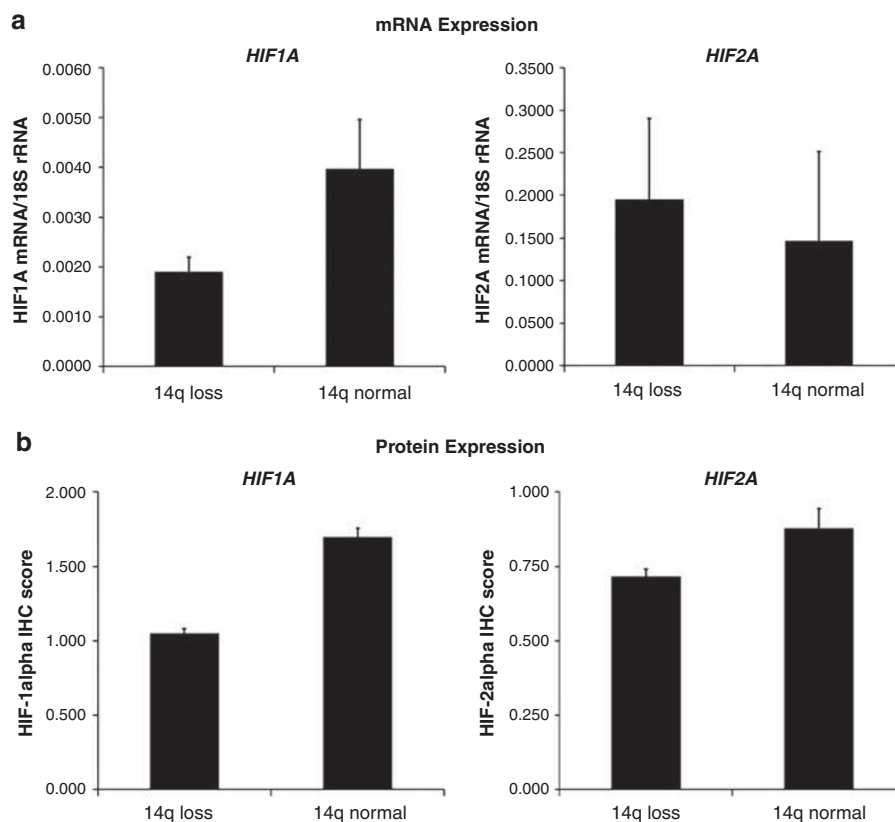 a
mRNA Expression
HIF1A
HIF1A mRNA/18S rRNA
0.0060
0.0050
0.0040
0.0030
0.0020
0.0010
0.0000
14q loss
14q normal
HIF2A
HIF2A mRNA/18S rRNA
0.3500
0.3000
0.2500
0.2000
0.1500
0.1000
0.0500
0.0000
14q loss
14q normal
b
Protein Expression
HIF1A
HIF-1alpha IHC score
2.000
1.500
1.000
0.500
0.000
14q loss
14q normal
HIF2A
HIF-2alpha IHC score
1.000
0.750
0.500
0.250
0.000
14q loss
14q normal